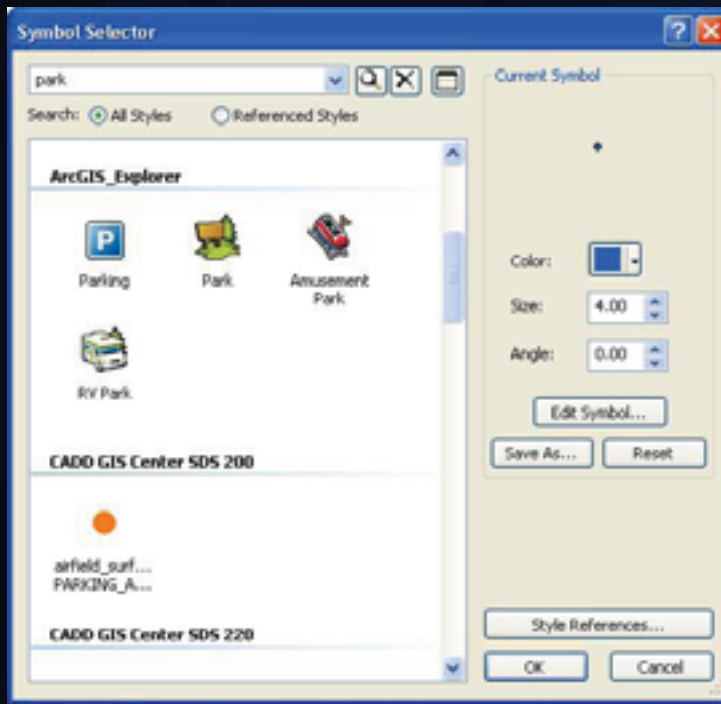 Symbol Selector
park
Search: All Styles Referenced Styles
ArcGIS_Explorer
P
Parking
Park
Amusement
Park
RV Park
CADD GIS Center SDS 200
airfield_surf...
PARKING_A...
CADD GIS Center SDS 220
Current Symbol
Color:
Size: 4.00
Angle: 0.00
Edit Symbol...
Save As... Reset
Style References...
OK Cancel